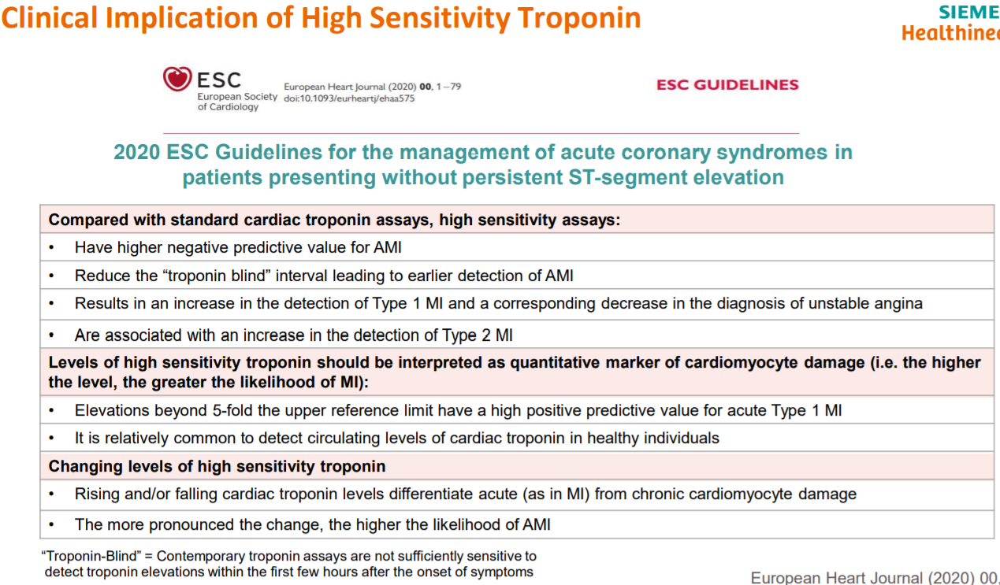 Clinical Implication of High Sensitivity Troponin
SIEME
Healthinee
ESC
European Society
of Cardiology
European Heart Journal (2020) 00, 1–79
doi:10.1093/eurheartj/ehaa575
ESC GUIDELINES
2020 ESC Guidelines for the management of acute coronary syndromes in
patients presenting without persistent ST-segment elevation
Compared with standard cardiac troponin assays, high sensitivity assays:
• Have higher negative predictive value for AMI
• Reduce the “troponin blind” interval leading to earlier detection of AMI
• Results in an increase in the detection of Type 1 MI and a corresponding decrease in the diagnosis of unstable angina
• Are associated with an increase in the detection of Type 2 MI
Levels of high sensitivity troponin should be interpreted as quantitative marker of cardiomyocyte damage (i.e. the higher
the level, the greater the likelihood of MI):
• Elevations beyond 5-fold the upper reference limit have a high positive predictive value for acute Type 1 MI
• It is relatively common to detect circulating levels of cardiac troponin in healthy individuals
Changing levels of high sensitivity troponin
• Rising and/or falling cardiac troponin levels differentiate acute (as in MI) from chronic cardiomyocyte damage
• The more pronounced the change, the higher the likelihood of AMI
“Troponin-Blind” = Contemporary troponin assays are not sufficiently sensitive to
detect troponin elevations within the first few hours after the onset of symptoms
European Heart Journal (2020) 00,